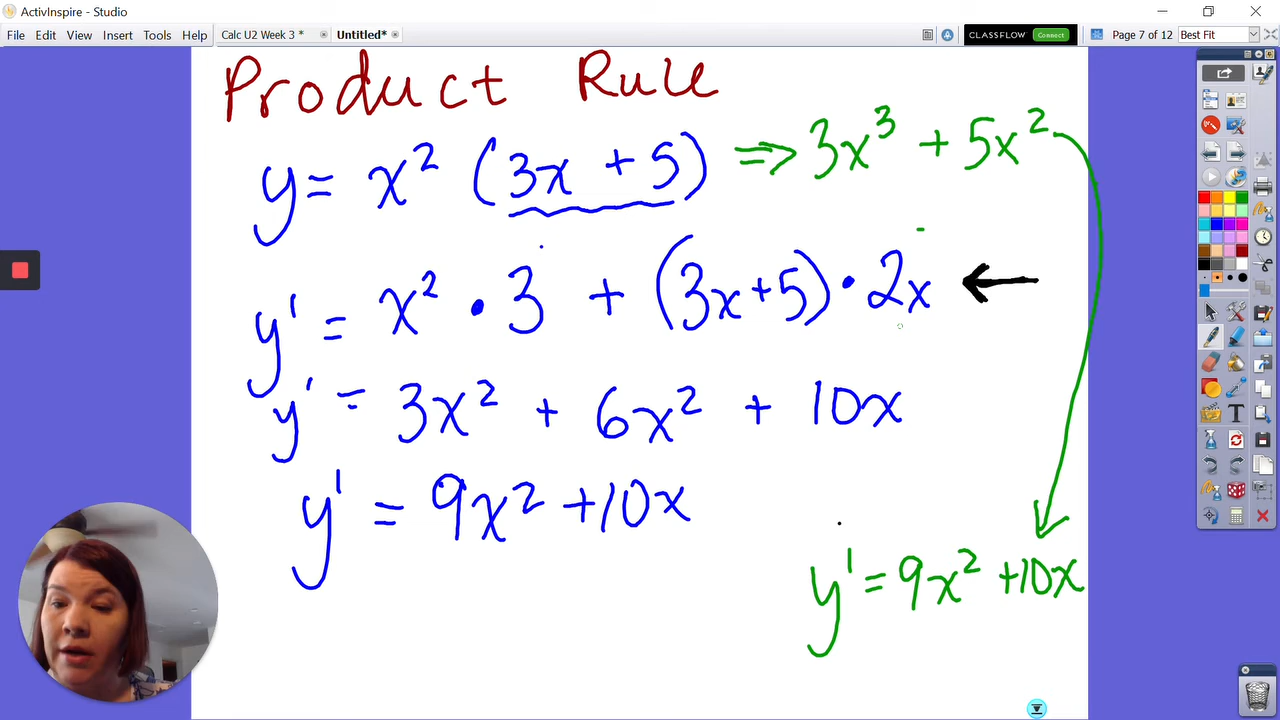 ActivInspire - Studio
File Edit View Insert Tools Help Calc U2 Week 3 * Untitled* CLASSFLOW Connect Page 7 of 12 Best Fit
Product Rule
y = x² (3x + 5) ⇒ 3x³ + 5x²
y' = x² • 3 + (3x+5) • 2x ←
y' = 3x² + 6x² + 10x
y' = 9x² +10x
y' = 9x² +10x